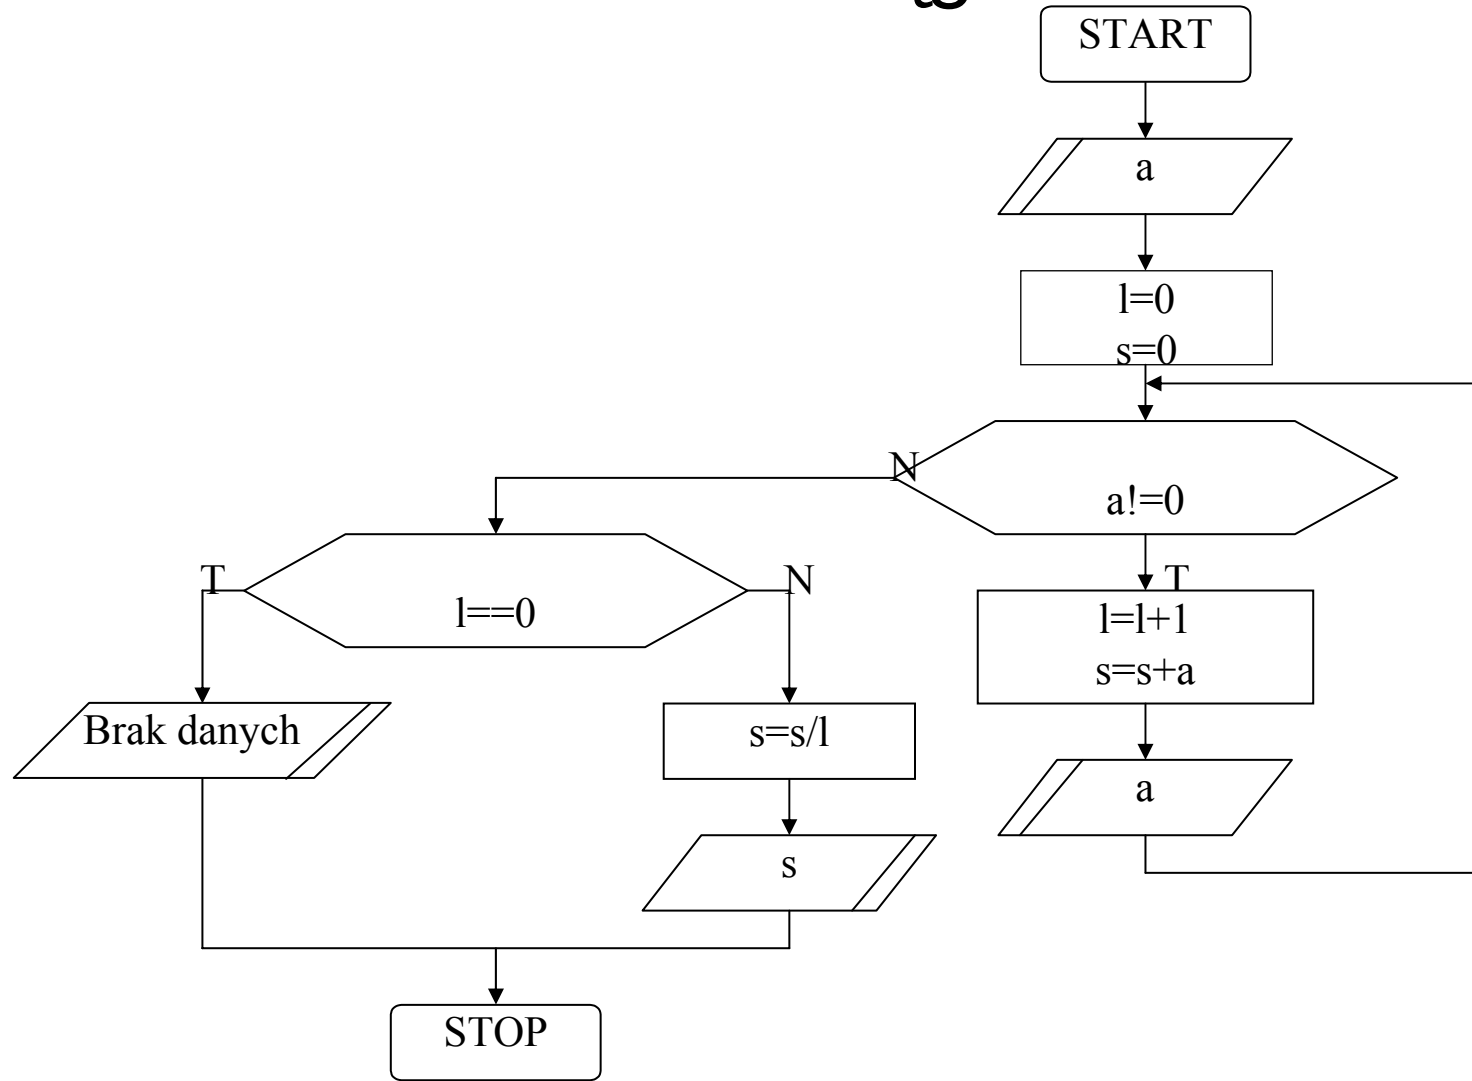 START
a
l=0
s=0
N
a!=0
T
N
T
l==0
l=l+1
s=s+a
Brak danych
s=s/l
a
s
STOP